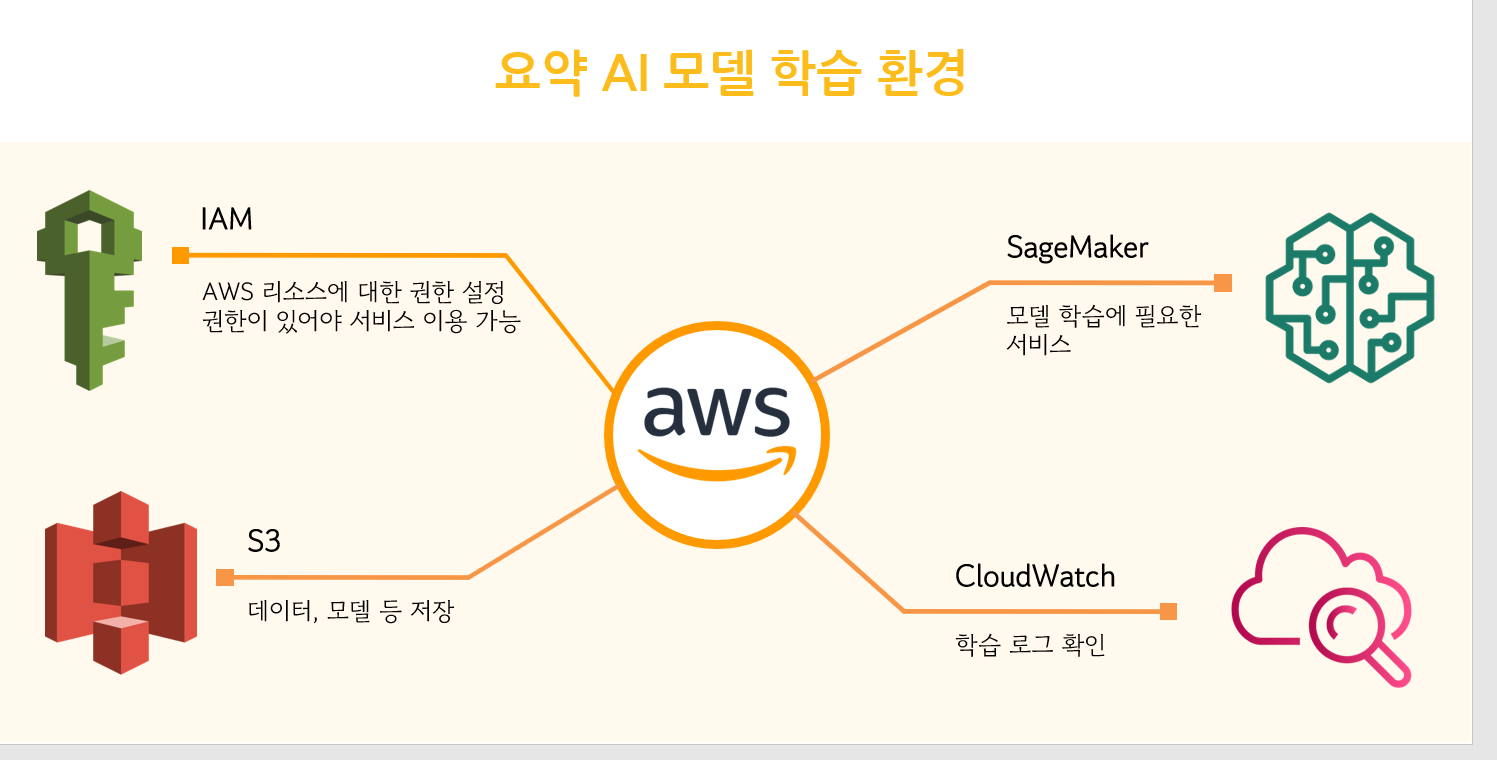 요약 AI 모델 학습 환경
IAM
AWS 리소스에 대한 권한 설정
권한이 있어야 서비스 이용 가능
SageMaker
모델 학습에 필요한
서비스
aws
S3
데이터, 모델 등 저장
CloudWatch
학습 로그 확인